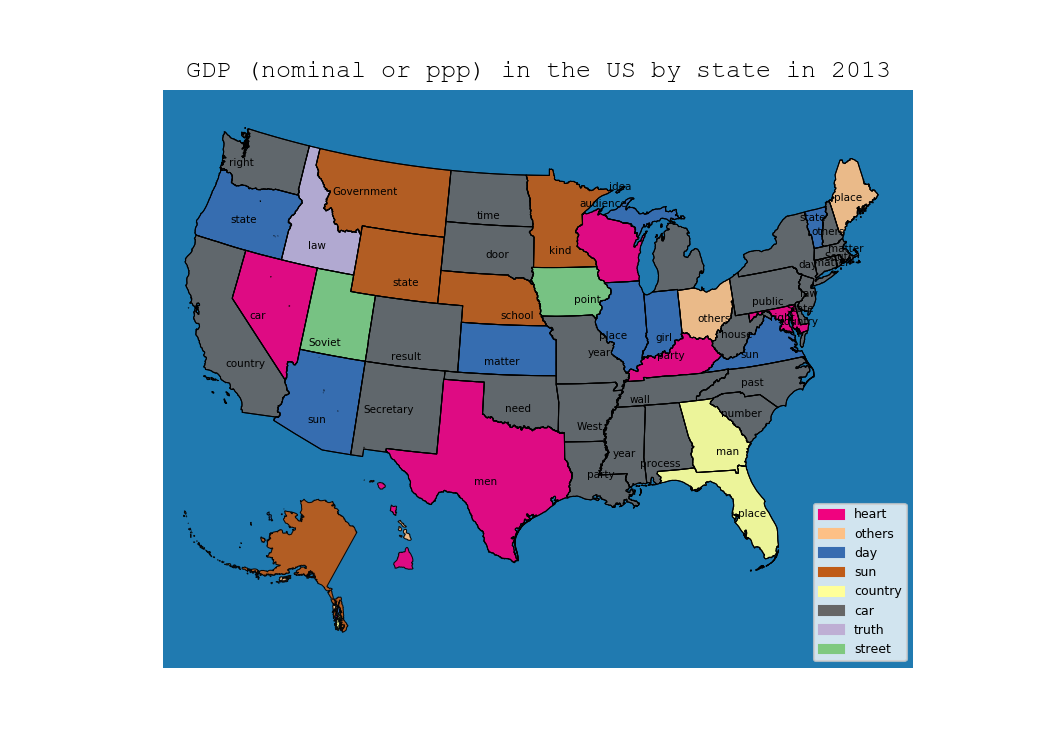 GDP (nominal or ppp) in the US by state in 2013
right
Government
idea
place
audience
state
time
state
others
law
kind
matter
door
day
state
point
law
public
car
school
others
country
place
girl
house
Soviet
year
party
sun
result
matter
country
past
wall
Secretary
need
number
sun
West
man
year
process
party
men
place
heart
others
day
sun
country
car
truth
street